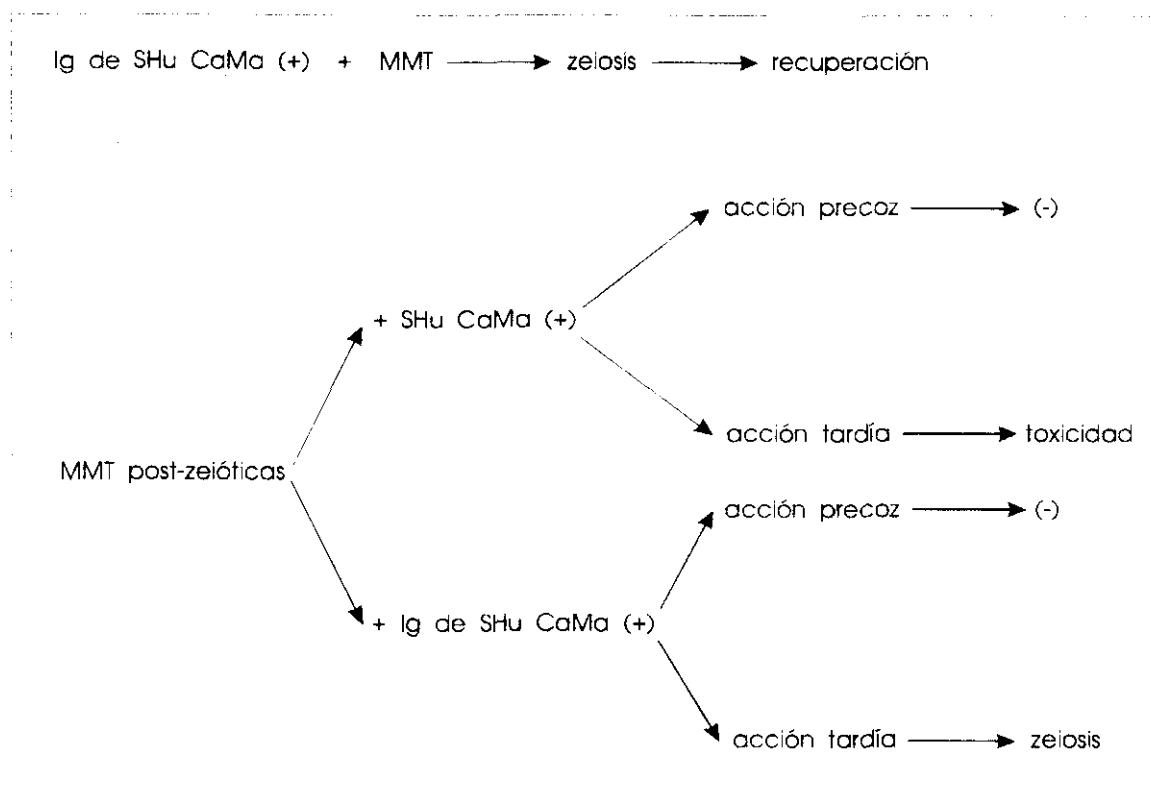 Ig de SHu CaMa (+) + MMT → zeiosis → recuperación
acción precoz → (-)
+ SHu CaMa (+)
acción tardía → toxicidad
MMT post-zeióticas
acción precoz → (-)
+ Ig de SHu CaMa (+)
acción tardía → zeiosis